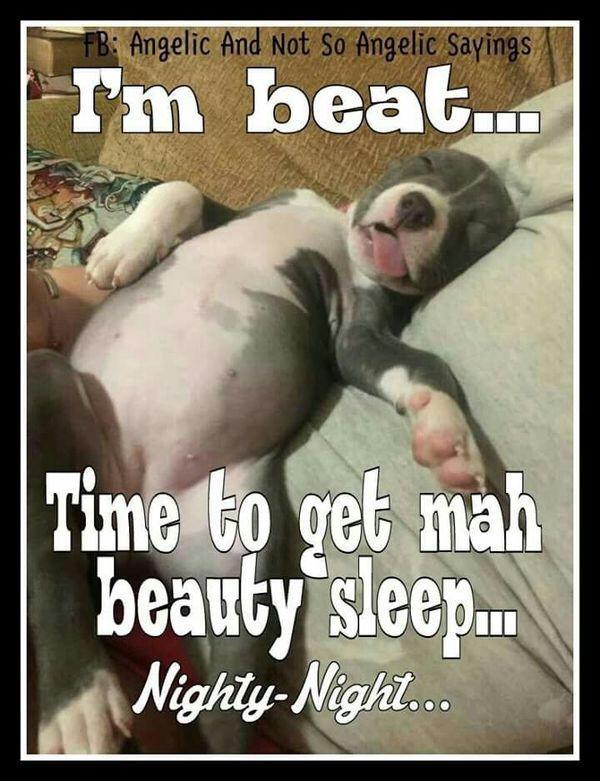 FB: Angelic And Not So Angelic Sayings
I'm beat...
Time to get mah
beauty sleep...
Nighty-Night...